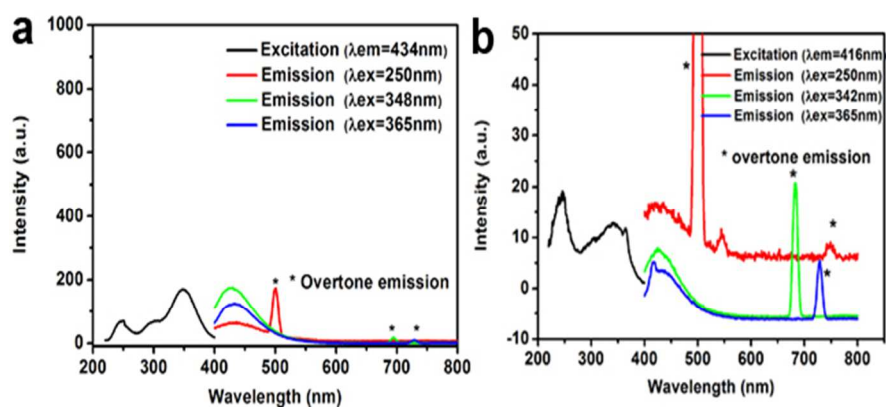 a
1000
800
600
400
200
0
Intensity (a.u.)
Excitation (λem=434nm)
Emission (λex=250nm)
Emission (λex=348nm)
Emission (λex=365nm)
* Overtone emission
*
*
*
200 300 400 500 600 700 800
Wavelength (nm)
b
50
40
30
20
10
0
-10
Intensity (a.u.)
Excitation (λem=416nm)
Emission (λex=250nm)
Emission (λex=342nm)
Emission (λex=365nm)
* overtone emission
*
*
*
*
200 300 400 500 600 700 800
Wavelength (nm)